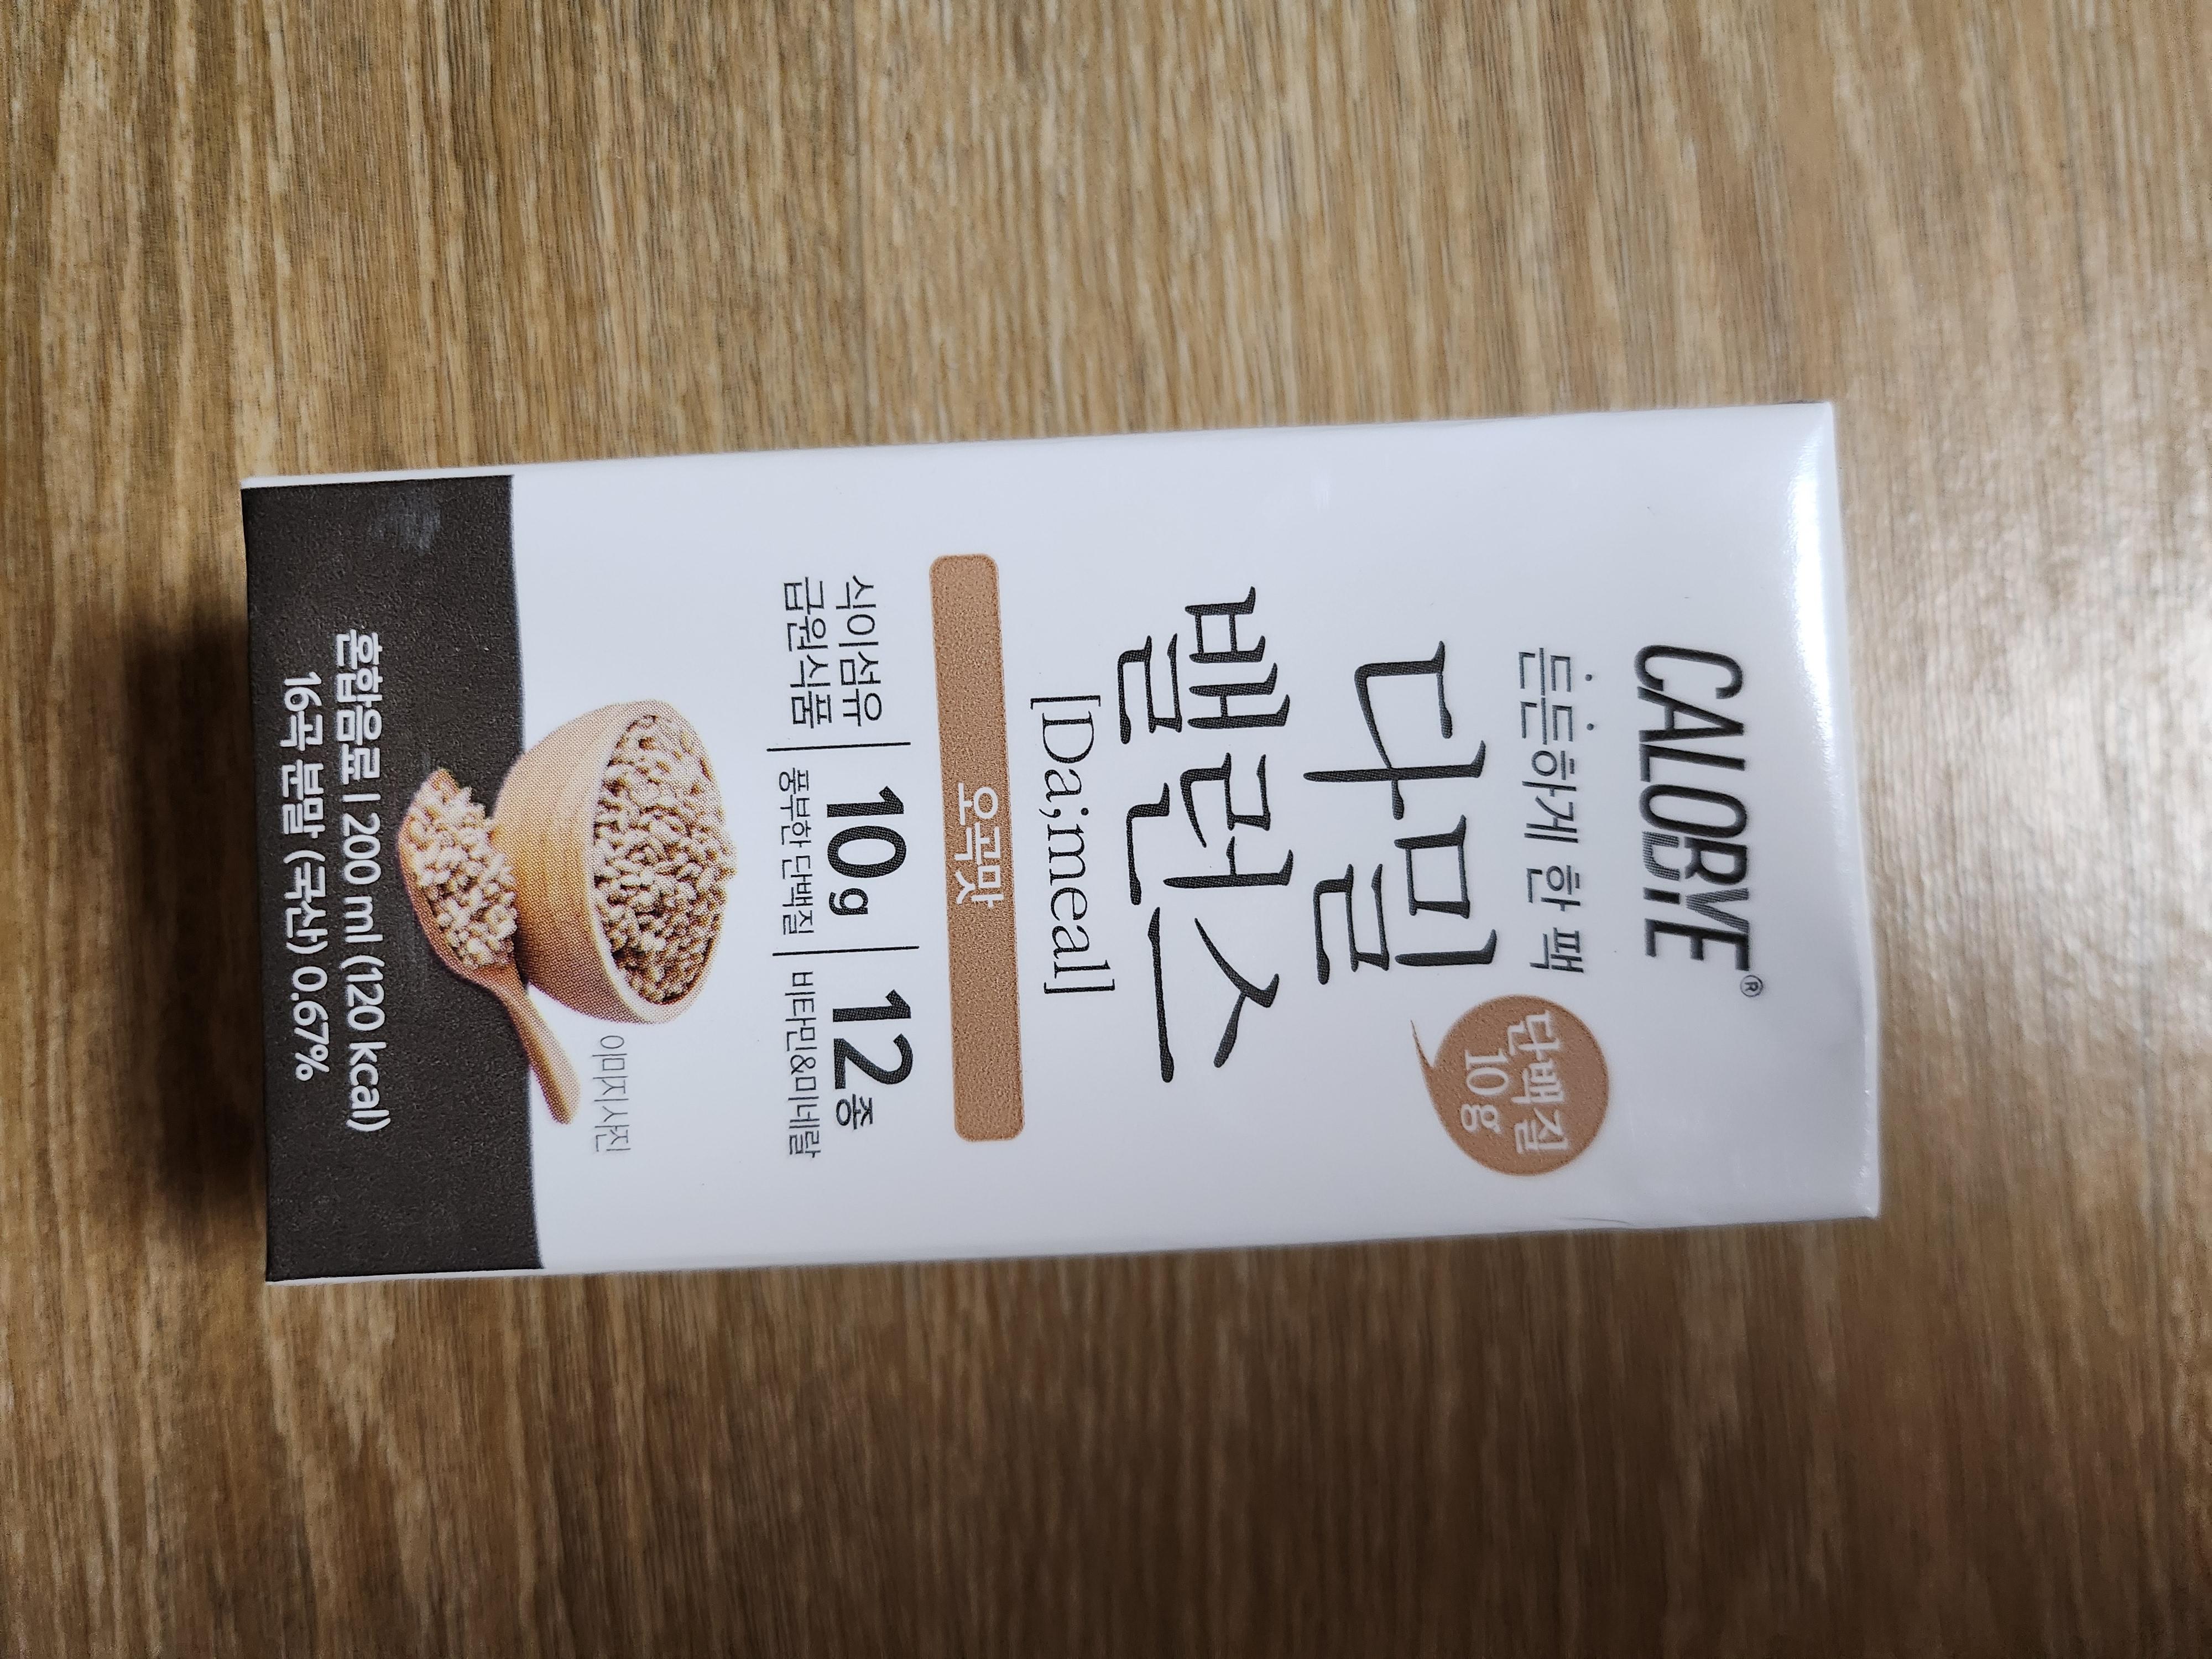 CALOBYE®
든든하게 한 팩
단백질
10g
다밀
밸런스
[Da;meal]
오곡맛
식이섬유
급원식품
10g
풍부한 단백질
12종
비타민&미네랄
이미지 사진
혼합음료 | 200 ml (120 kcal)
16곡 분말 (국산) 0.67%